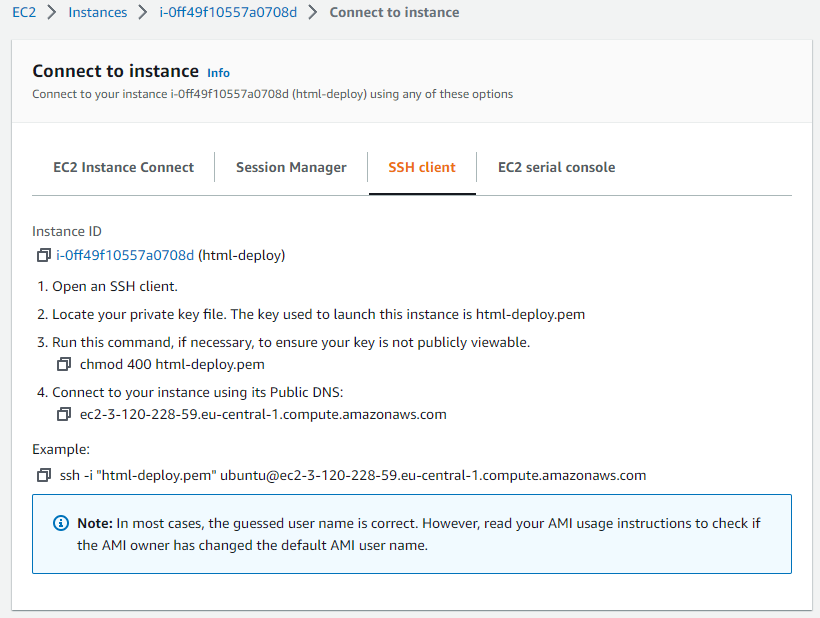 EC2 > Instances > i-0ff49f10557a0708d > Connect to instance
Connect to instance Info
Connect to your instance i-0ff49f10557a0708d (html-deploy) using any of these options
EC2 Instance Connect Session Manager SSH client EC2 serial console
Instance ID
i-0ff49f10557a0708d (html-deploy)
1. Open an SSH client.
2. Locate your private key file. The key used to launch this instance is html-deploy.pem
3. Run this command, if necessary, to ensure your key is not publicly viewable.
chmod 400 html-deploy.pem
4. Connect to your instance using its Public DNS:
ec2-3-120-228-59.eu-central-1.compute.amazonaws.com
Example:
ssh -i "html-deploy.pem" ubuntu@ec2-3-120-228-59.eu-central-1.compute.amazonaws.com
Note: In most cases, the guessed user name is correct. However, read your AMI usage instructions to check if
the AMI owner has changed the default AMI user name.